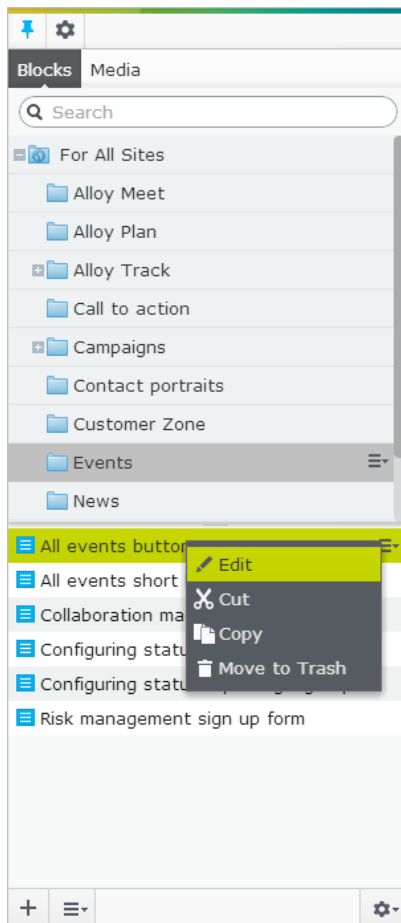 Blocks Media
Search
For All Sites
Alloy Meet
Alloy Plan
Alloy Track
Call to action
Campaigns
Contact portraits
Customer Zone
Events
News
All events button
Edit
All events short
Cut
Collaboration ma
Copy
Configuring statu
Move to Trash
Configuring statu
Risk management sign up form